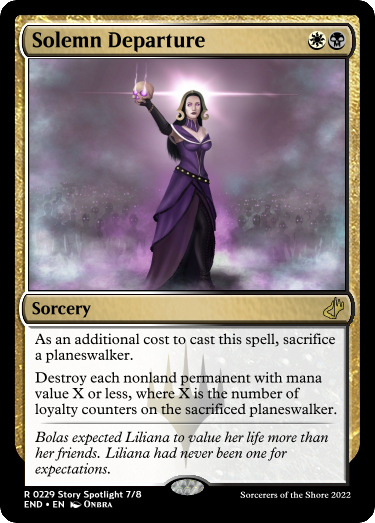 Solemn Departure
Sorcery
As an additional cost to cast this spell, sacrifice
a planeswalker.
Destroy each nonland permanent with mana
value X or less, where X is the number of
loyalty counters on the sacrificed planeswalker.
Bolas expected Liliana to value her life more than
her friends. Liliana had never been one for
expectations.
R 0229 Story Spotlight 7/8
Sorcerers of the Shore 2022
END • EN Onbra